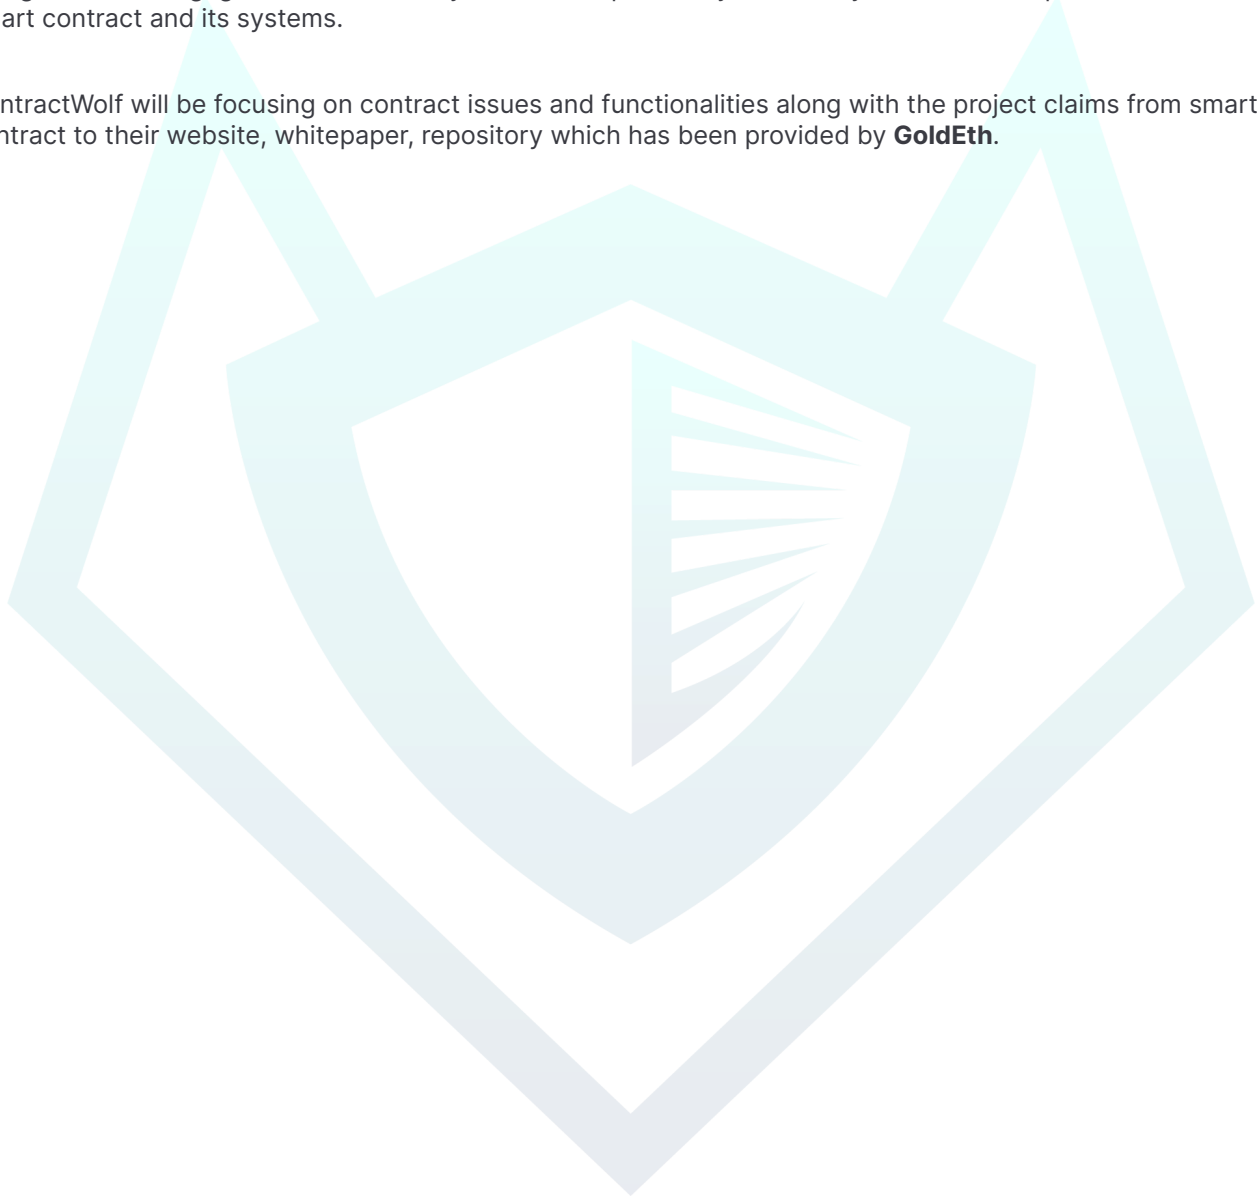 art contract and its systems.
ntractWolf will be focusing on contract issues and functionalities along with the project claims from smart
ntract to their website, whitepaper, repository which has been provided by GoldEth.